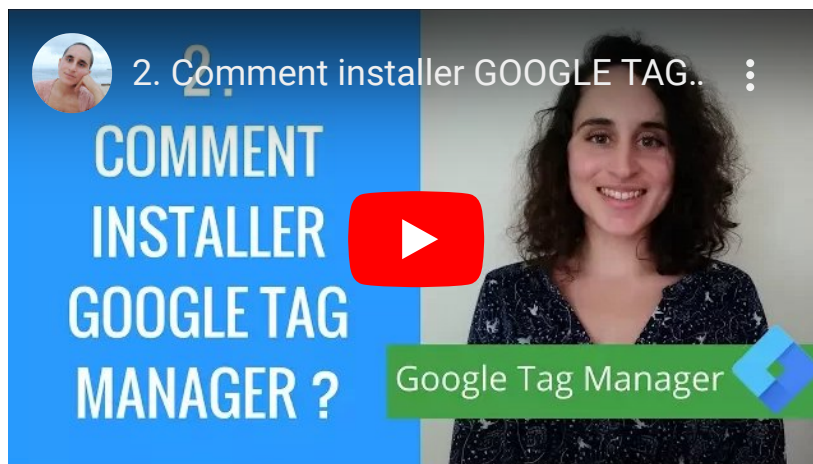 2. Comment installer GOOGLE TAG..
2.
COMMENT
INSTALLER
GOOGLE TAG
MANAGER ?
Google Tag Manager